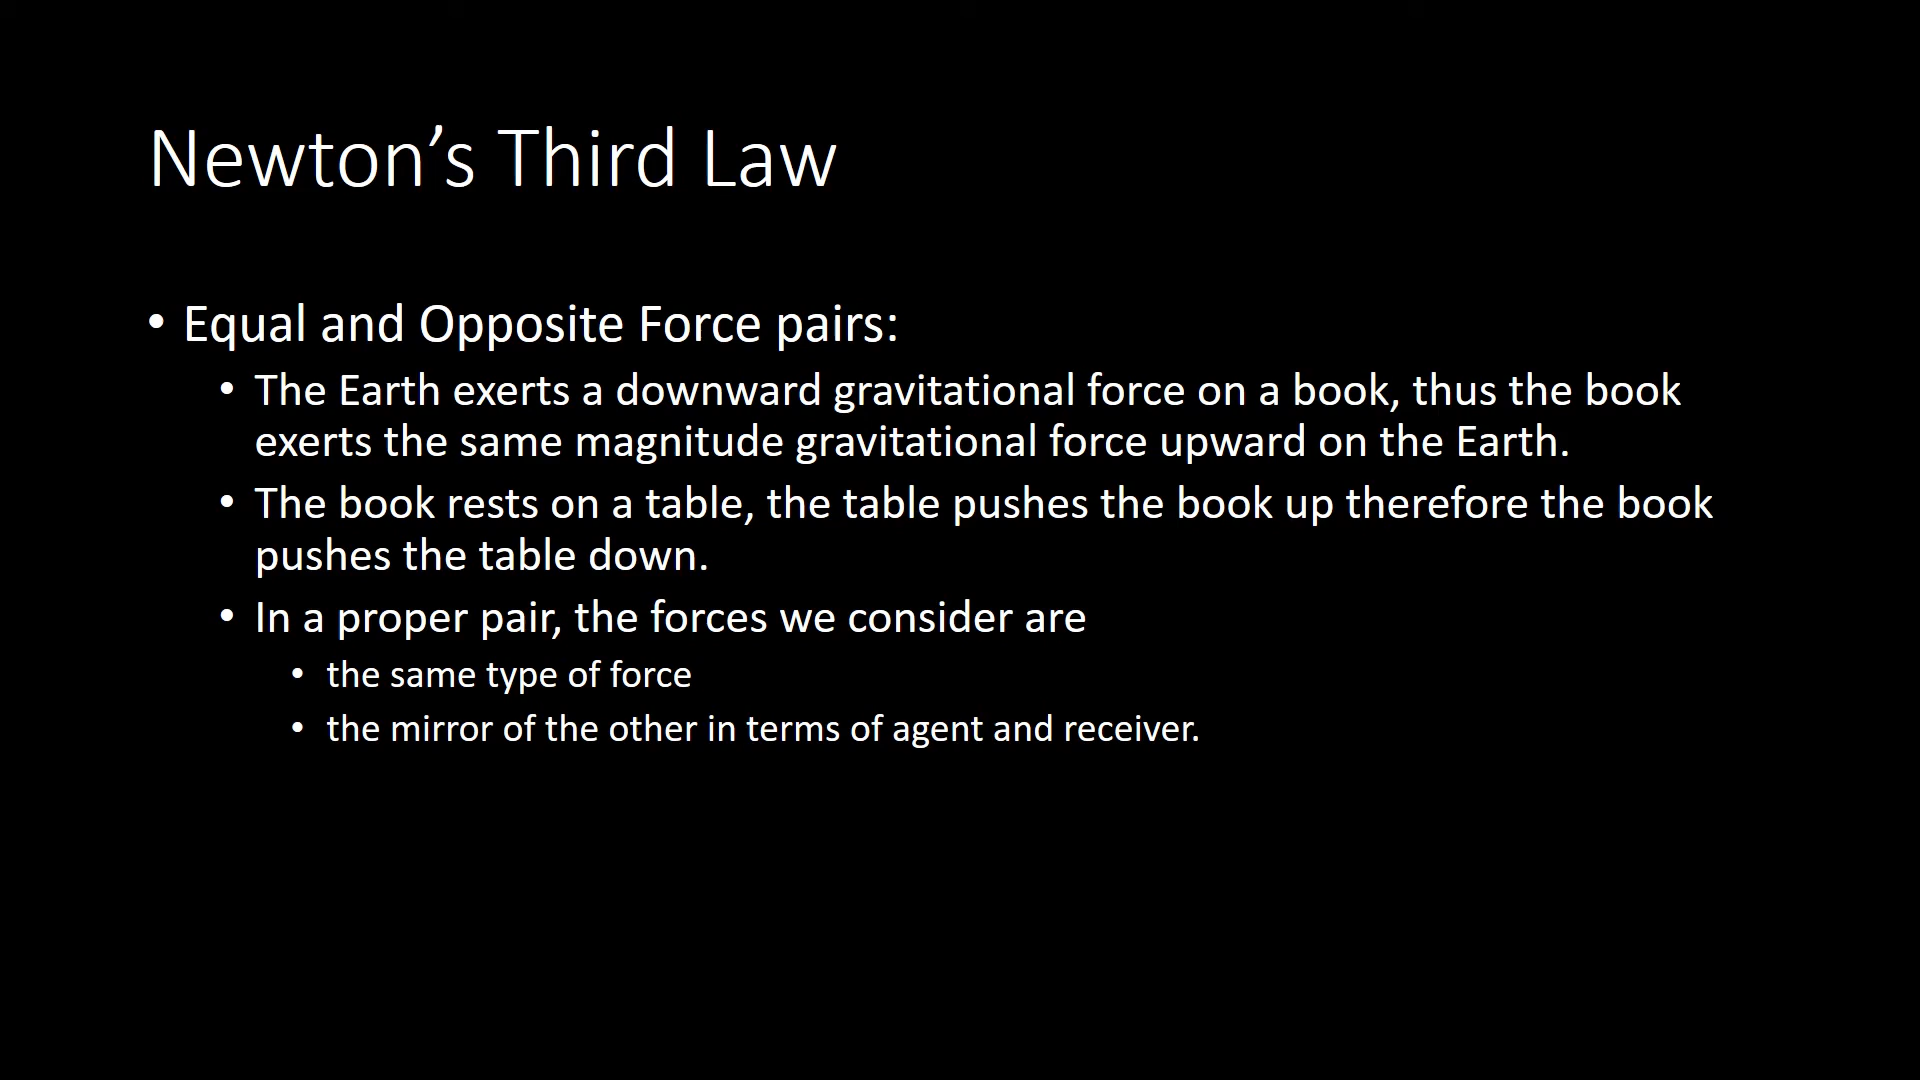 Newton’s Third Law
• Equal and Opposite Force pairs:
• The Earth exerts a downward gravitational force on a book, thus the book
exerts the same magnitude gravitational force upward on the Earth.
• The book rests on a table, the table pushes the book up therefore the book
pushes the table down.
• In a proper pair, the forces we consider are
• the same type of force
• the mirror of the other in terms of agent and receiver.